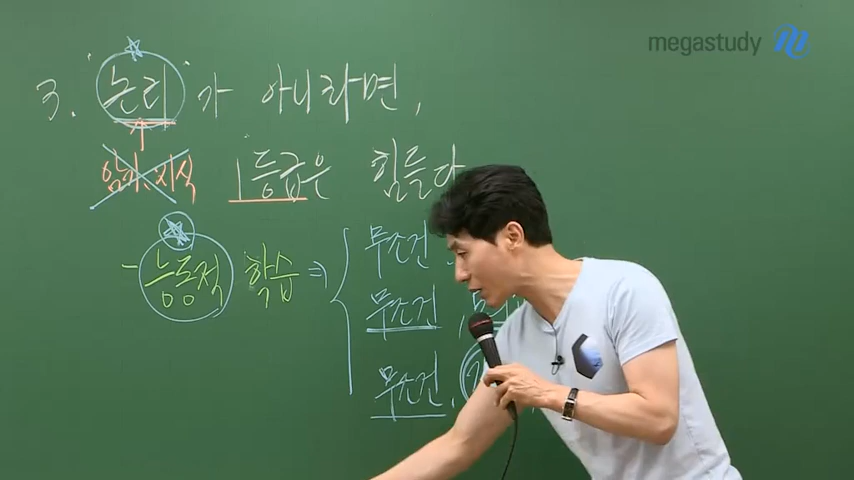 megastudy
3. 논리가 아니라면,
암기, 지식 1등급은 힘들다
- 능동적 학습 ⇒ 무조건
무조건,
무조건,